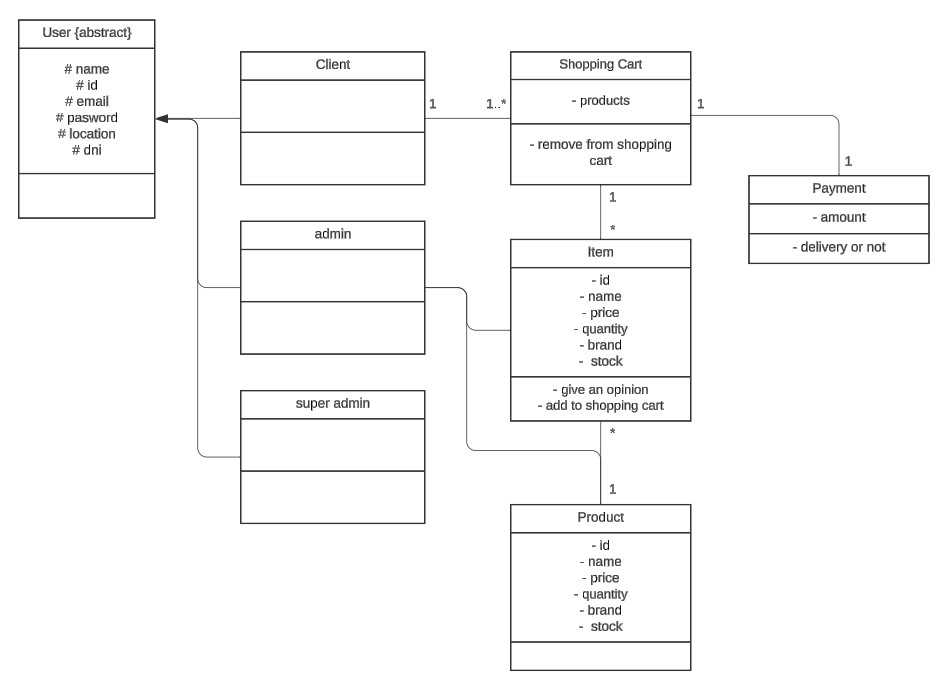 User {abstract}
# name
# id
# email
# pasword
# location
# dni
Client
1
1..*
Shopping Cart
- products
- remove from shopping
cart
1
1
Payment
- amount
- delivery or not
1
*
admin
Item
- id
- name
- price
- quantity
- brand
- stock
- give an opinion
- add to shopping cart
super admin
*
1
Product
- id
- name
- price
- quantity
- brand
- stock